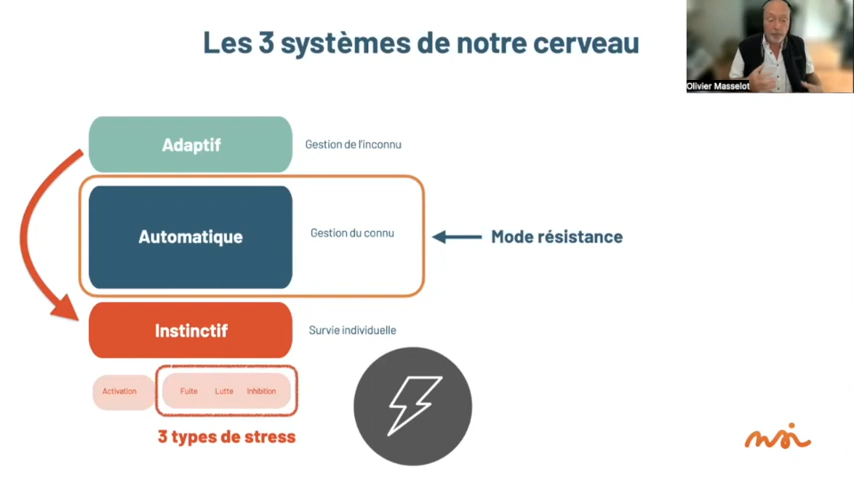 Les 3 systèmes de notre cerveau
Olivier Masselot
Adaptif
Gestion de l'inconnu
Automatique
Gestion du connu
Mode résistance
Instinctif
Survie individuelle
Activation
Fuite
Lutte
Inhibition
3 types de stress
nsi